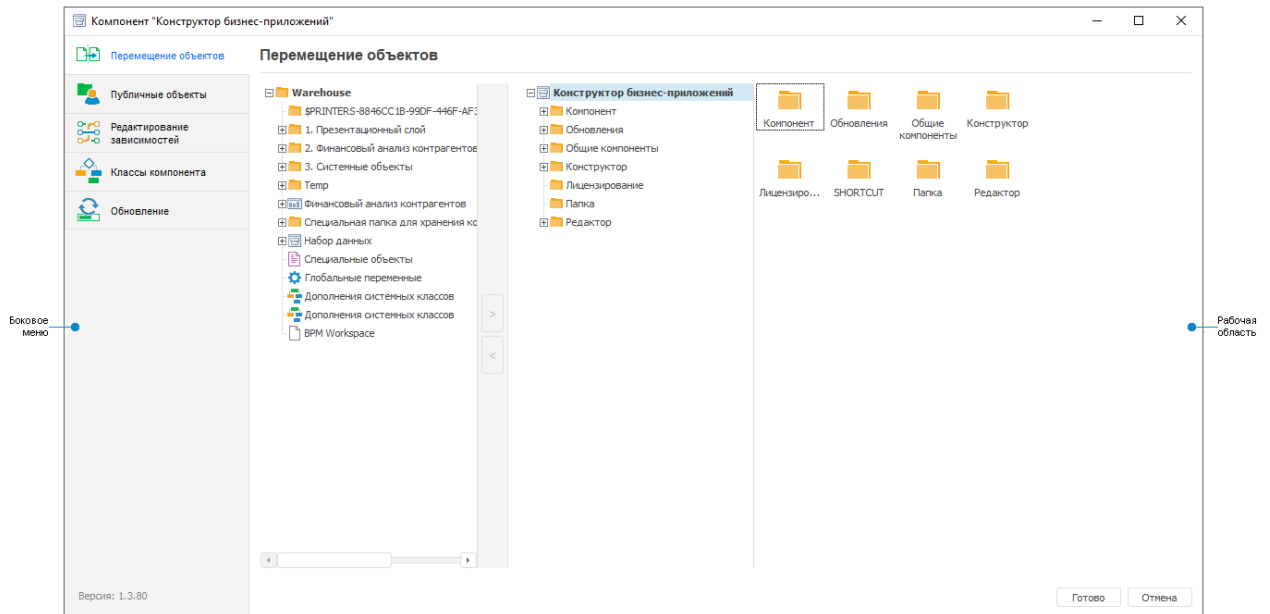 Компонент "Конструктор бизнес-приложений"
Перемещение объектов
Публичные объекты
Редактирование
зависимостей
Классы компонента
Обновление
Версия: 1.3.80
Боковое
меню
Перемещение объектов
Warehouse
$PRINTERS-8846CC1B-99DF-446F-AF3
1. Презентационный слой
2. Финансовый анализ контрагентов
3. Системные объекты
Temp
Финансовый анализ контрагентов
Специальная папка для хранения ко
Набор данных
Специальные объекты
Глобальные переменные
Дополнения системных классов
Дополнения системных классов
BPM Workspace
>
<
Конструктор бизнес-приложений
Компонент
Обновления
Общие компоненты
Конструктор
Лицензирование
Папка
Редактор
Компонент
Обновления
Общие
компоненты
Конструктор
Лицензиро...
SHORTCUT
Папка
Редактор
Рабочая
область
Готово
Отмена